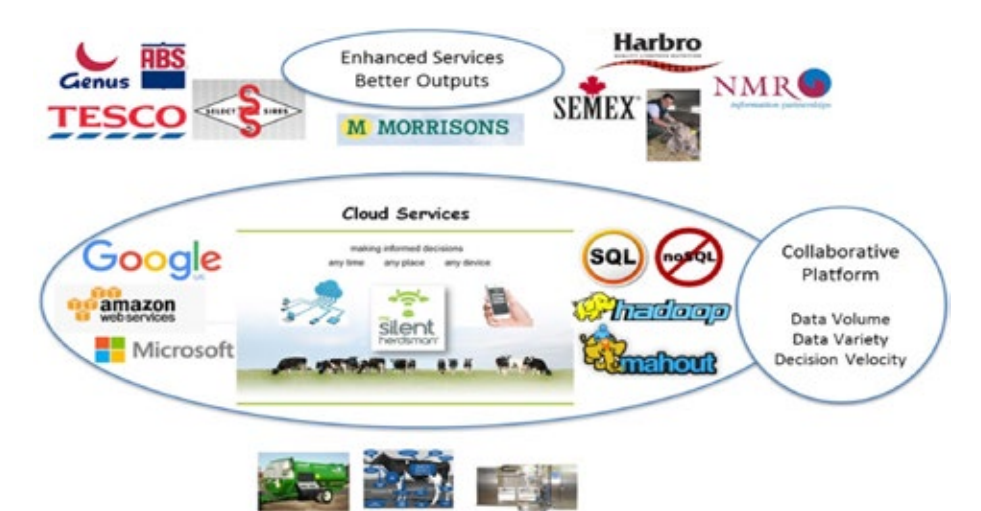 Genus
ABS
TESCO
SELECT SIRES
Enhanced Services
Better Outputs
M MORRISONS
Harbro
SEMEX
NMR
information partnerships
Cloud Services
making informed decisions
any time any place any device
silent
herdsman
Google
amazon
web services
Microsoft
SQL
noSQL
hadoop
mahout
Collaborative
Platform
Data Volume
Data Variety
Decision Velocity